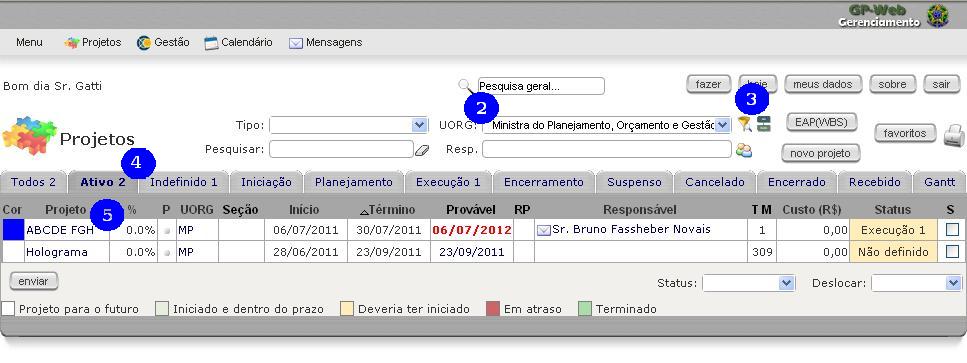 GP-Web
Gerenciamento
Menu Projetos Gestão Calendário Mensagens
Bom dia Sr. Gatti Pesquisa geral... fazer meus dados sobre sair
2 3
Tipo: UORG: Ministra do Planejamento, Orçamento e Gestão EAP(WBS)
Projetos favoritos
Pesquisar: Resp. novo projeto
4
Todos 2 Ativo 2 Indefinido 1 Iniciação Planejamento Execução 1 Encerramento Suspenso Cancelado Encerrado Recebido Gantt
Cor Projeto 5 % P UORG Seção Início Término Provável RP Responsável T M Custo (R$) Status S
ABCDE FGH 0.0% MP 06/07/2011 30/07/2011 06/07/2012 Sr. Bruno Fassheber Novais 1 0,00 Execução 1
Holograma 0.0% MP 28/06/2011 23/09/2011 23/09/2011 309 0,00 Não definido
enviar Status: Deslocar:
Projeto para o futuro Iniciado e dentro do prazo Deveria ter iniciado Em atraso Terminado